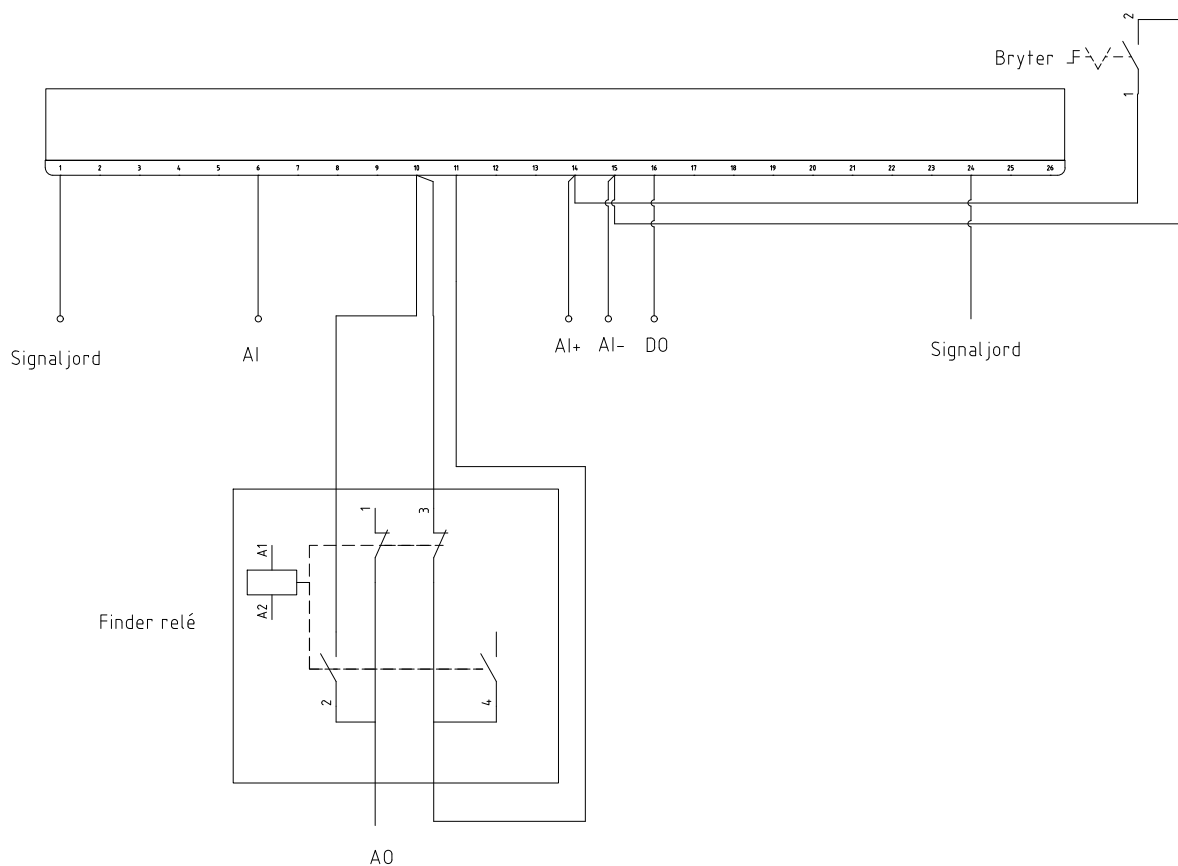 2
Bryter
1
1 2 3 4 5 6 7 8 9 10 11 12 13 14 15 16 17 18 19 20 21 22 23 24 25 26
Signaljord
AI
AI+
AI-
DO
Signaljord
1
3
A1
A2
Finder relé
2
4
AO